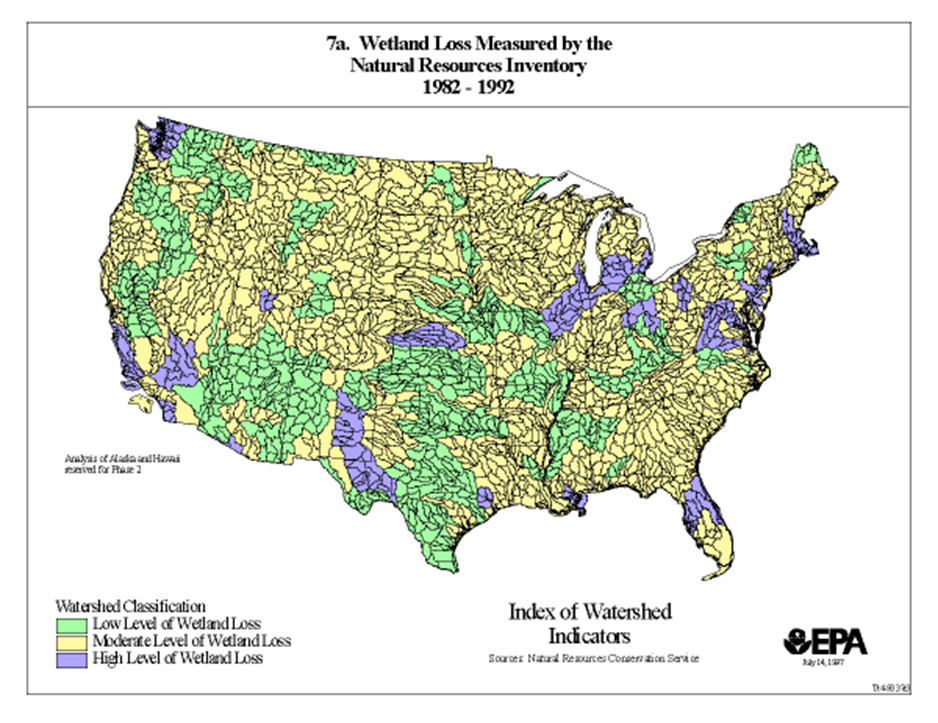 7a. Wetland Loss Measured by the
Natural Resources Inventory
1982 - 1992
Analysis of Alaska and Hawaii
reserved for Phase 2
Watershed Classification
Low Level of Wetland Loss
Moderate Level of Wetland Loss
High Level of Wetland Loss
Index of Watershed
Indicators
Sources: Natural Resources Conservation Service
EPA
July 14, 1997